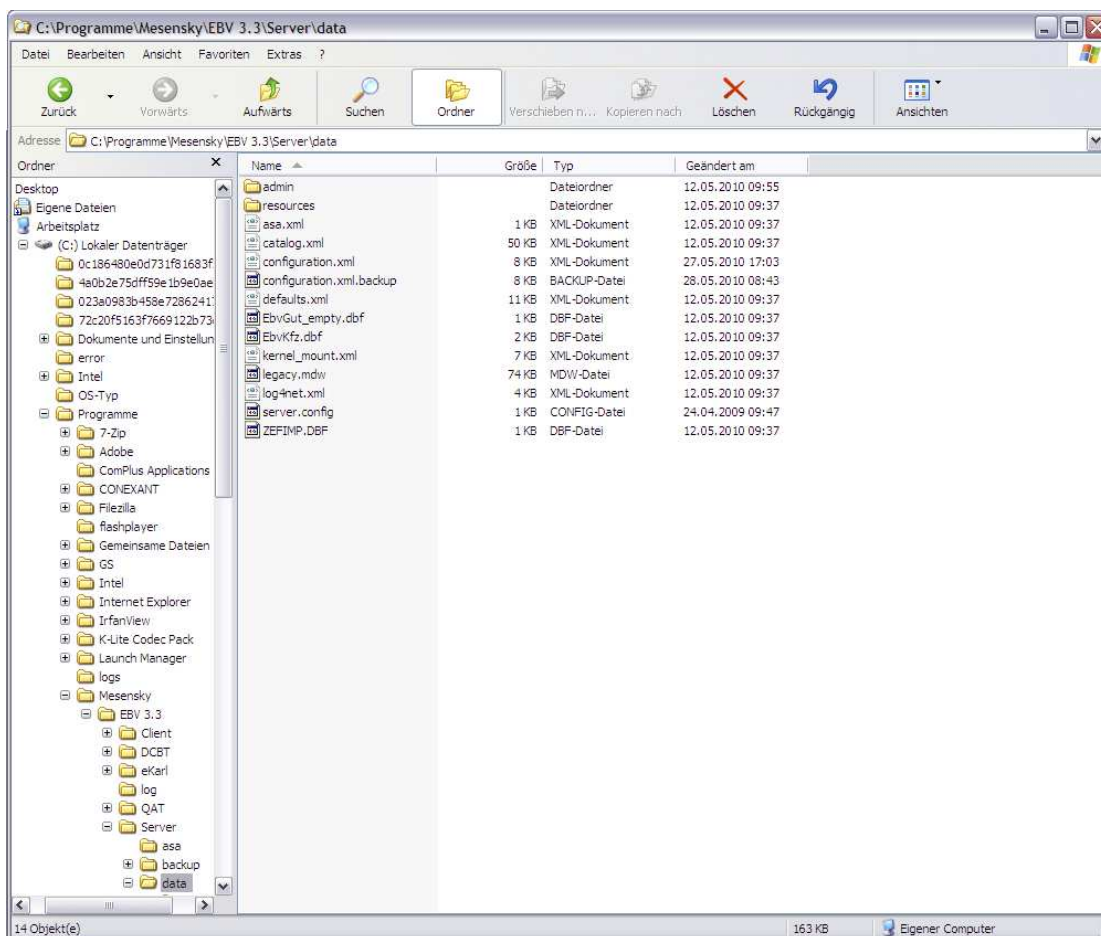 C:\Programme\Mesensky\EBV 3.3\Server\data
Datei Bearbeiten Ansicht Favoriten Extras ?
Zurück Vorwärts Aufwärts Suchen Ordner Verschieben n... Kopieren nach Löschen Rückgängig Ansichten
Adresse C:\Programme\Mesensky\EBV 3.3\Server\data
Ordner x
Name Größe Typ Geändert am
admin Dateiordner 12.05.2010 09:55
resources Dateiordner 12.05.2010 09:37
asa.xml 1 KB XML-Dokument 12.05.2010 09:37
catalog.xml 50 KB XML-Dokument 12.05.2010 09:37
configuration.xml 8 KB XML-Dokument 27.05.2010 17:03
configuration.xml.backup 8 KB BACKUP-Datei 28.05.2010 08:43
defaults.xml 11 KB XML-Dokument 12.05.2010 09:37
EbvGut_empty.dbf 1 KB DBF-Datei 12.05.2010 09:37
EbvKfz.dbf 2 KB DBF-Datei 12.05.2010 09:37
kernel_mount.xml 7 KB XML-Dokument 12.05.2010 09:37
legacy.mdw 74 KB MDW-Datei 12.05.2010 09:37
log4net.xml 4 KB XML-Dokument 12.05.2010 09:37
server.config 1 KB CONFIG-Datei 24.04.2009 09:47
ZEFIMP.DBF 1 KB DBF-Datei 12.05.2010 09:37
Desktop
Eigene Dateien
Arbeitsplatz
(C:) Lokaler Datenträger
0c186480e0d731f81683f
4a0b2e75dff59e1b9e0ae
023a0983b458e7286241
72c20f5163f7669122b73
Dokumente und Einstellun
error
Intel
OS-Typ
Programme
7-Zip
Adobe
ComPlus Applications
CONEXANT
Filezilla
flashplayer
Gemeinsame Dateien
GS
Intel
Internet Explorer
IrfanView
K-Lite Codec Pack
Launch Manager
logs
Mesensky
EBV 3.3
Client
DCBT
eKarl
log
QAT
Server
asa
backup
data
14 Objekt(e) 163 KB Eigener Computer